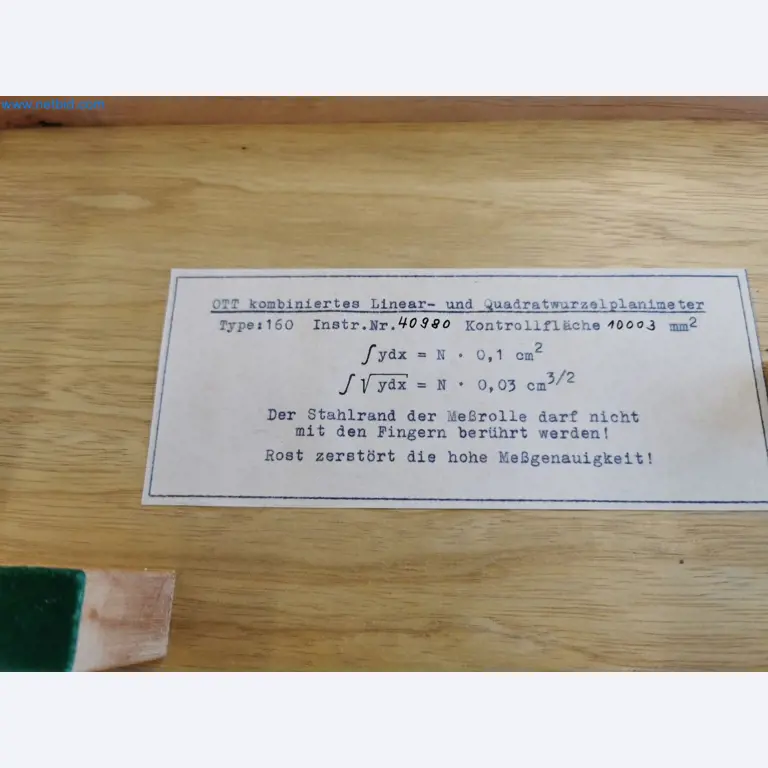 www.netbid.com
OTT kombiniertes Linear- und Quadratwurzelplanimeter
Type:160 Instr.Nr.40980 Kontrollfläche 10003 mm²
∫ydx = N · 0,1 cm²
∫√ydx = N · 0,03 cm³/²
Der Stahlrand der Meßrolle darf nicht
mit den Fingern berührt werden!
Rost zerstört die hohe Meßgenauigkeit!